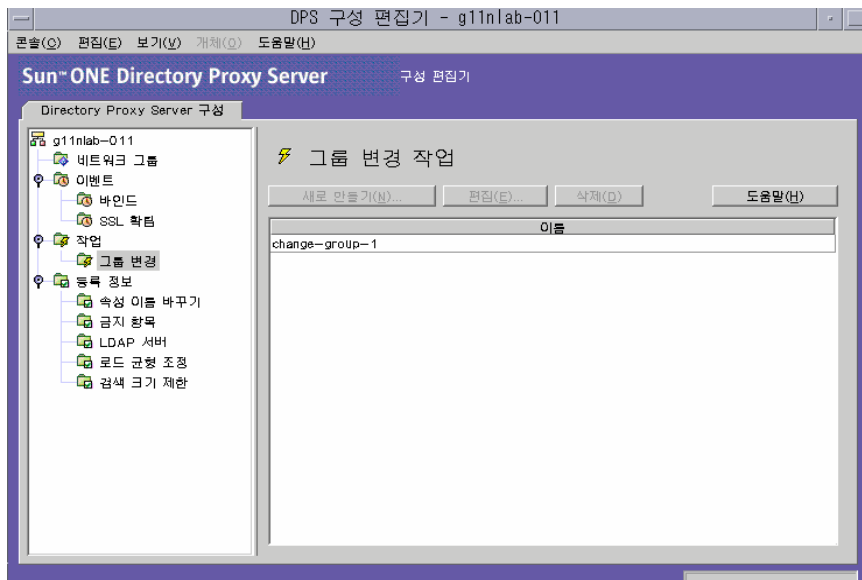 DPS 구성 편집기 - g11nlab-011
콘솔(O) 편집(E) 보기(V) 개체(O) 도움말(H)
Sun™ ONE Directory Proxy Server 구성 편집기
Directory Proxy Server 구성
g11nlab-011
네트워크 그룹
이벤트
바인드
SSL 확립
작업
그룹 변경
등록 정보
속성 이름 바꾸기
금지 항목
LDAP 서버
로드 균형 조정
검색 크기 제한
그룹 변경 작업
새로 만들기(N)... 편집(E)... 삭제(D) 도움말(H)
이름
change-group-1